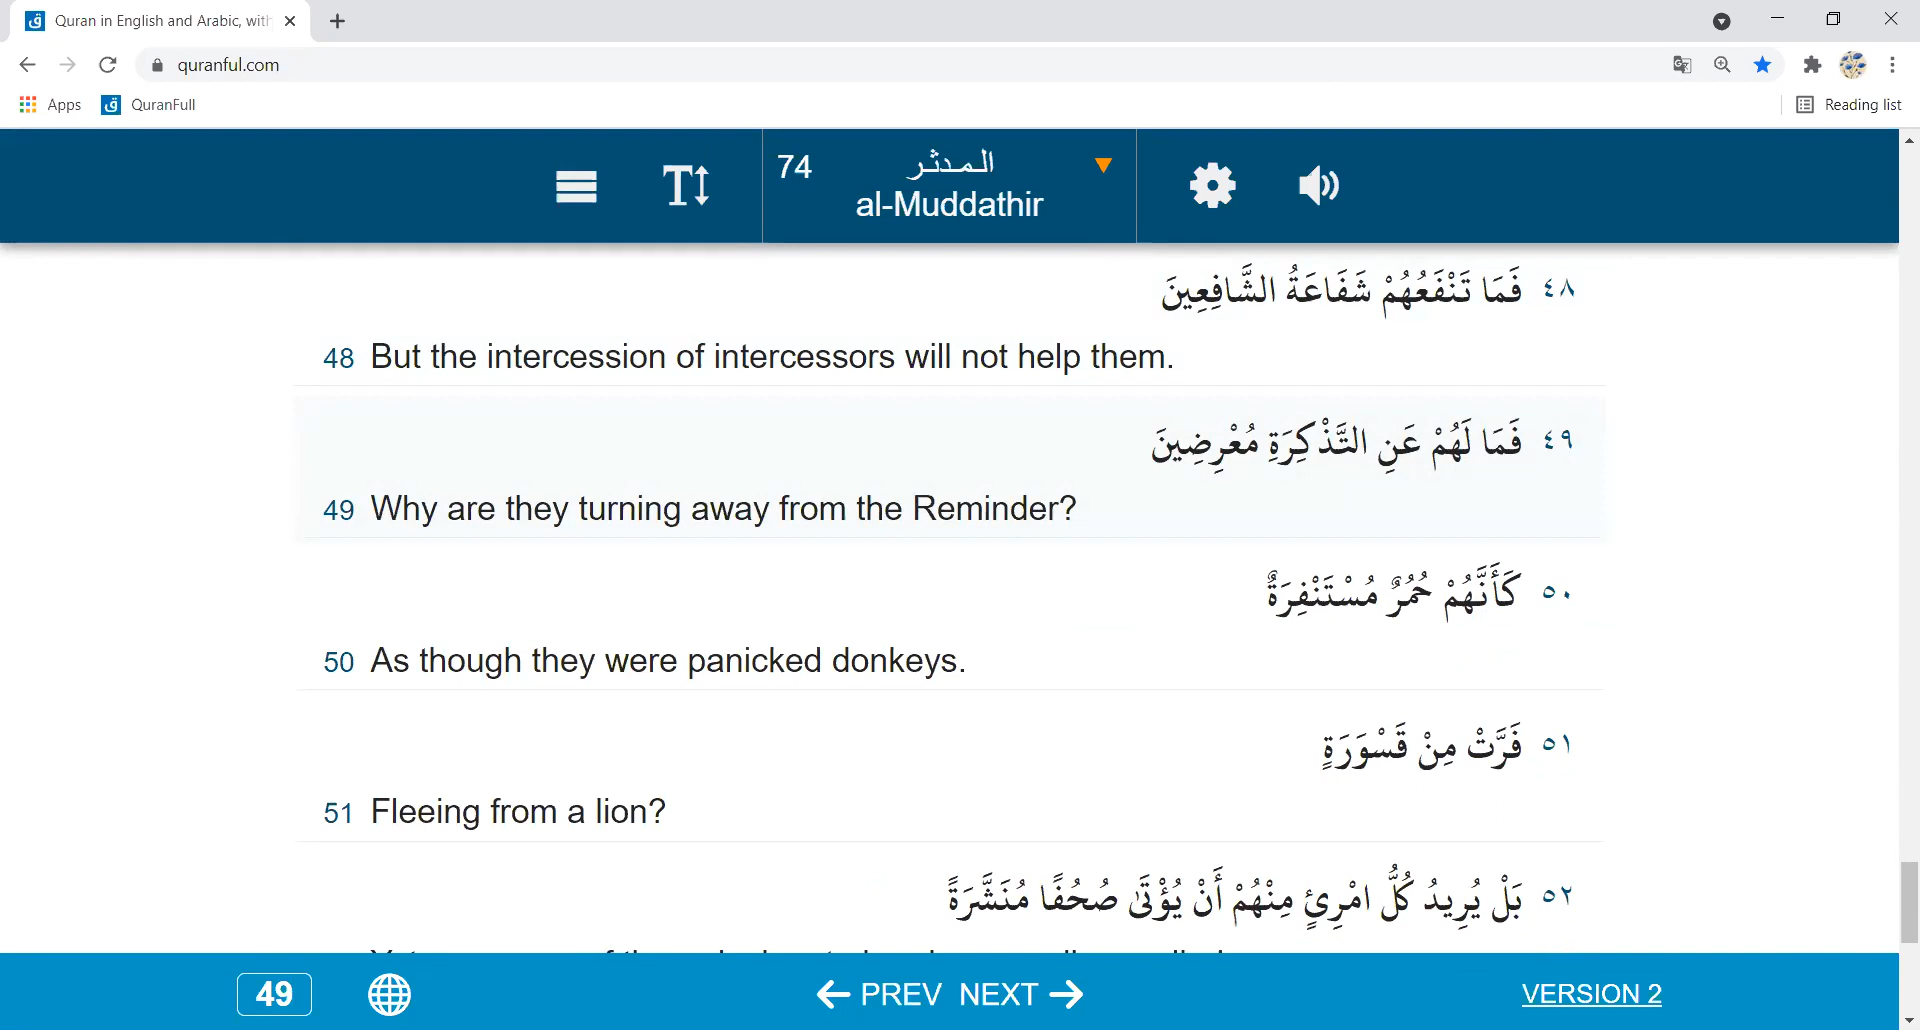 Quran in English and Arabic, with
quranful.com
Apps QuranFull Reading list
74 المدثر
al-Muddathir
٤٨ فَمَا تَنْفَعُهُمْ شَفَاعَةُ الشَّافِعِينَ
48 But the intercession of intercessors will not help them.
٤٩ فَمَا لَهُمْ عَنِ التَّذْكِرَةِ مُعْرِضِينَ
49 Why are they turning away from the Reminder?
٥٠ كَأَنَّهُمْ حُمُرٌ مُسْتَنْفِرَةٌ
50 As though they were panicked donkeys.
٥١ فَرَّتْ مِنْ قَسْوَرَةٍ
51 Fleeing from a lion?
٥٢ بَلْ يُرِيدُ كُلُّ امْرِئٍ مِنْهُمْ أَنْ يُؤْتَىٰ صُحُفًا مُنَشَّرَةً
49 PREV NEXT VERSION 2